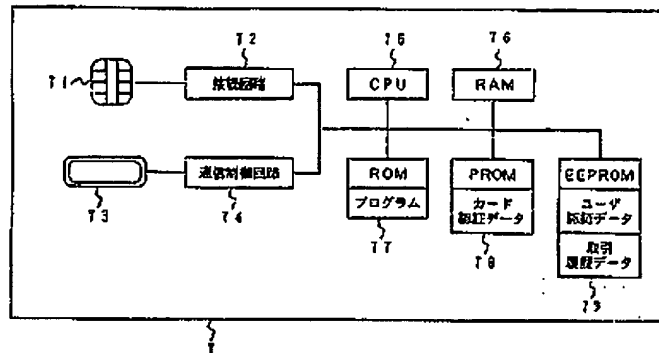 72
75
76
71
接続回路
CPU
RAM
通信制御回路
ROM
PROM
EEPROM
プログラム
カード
認証データ
ユーザ
認証データ
取引
履歴データ
73
74
77
78
79
7